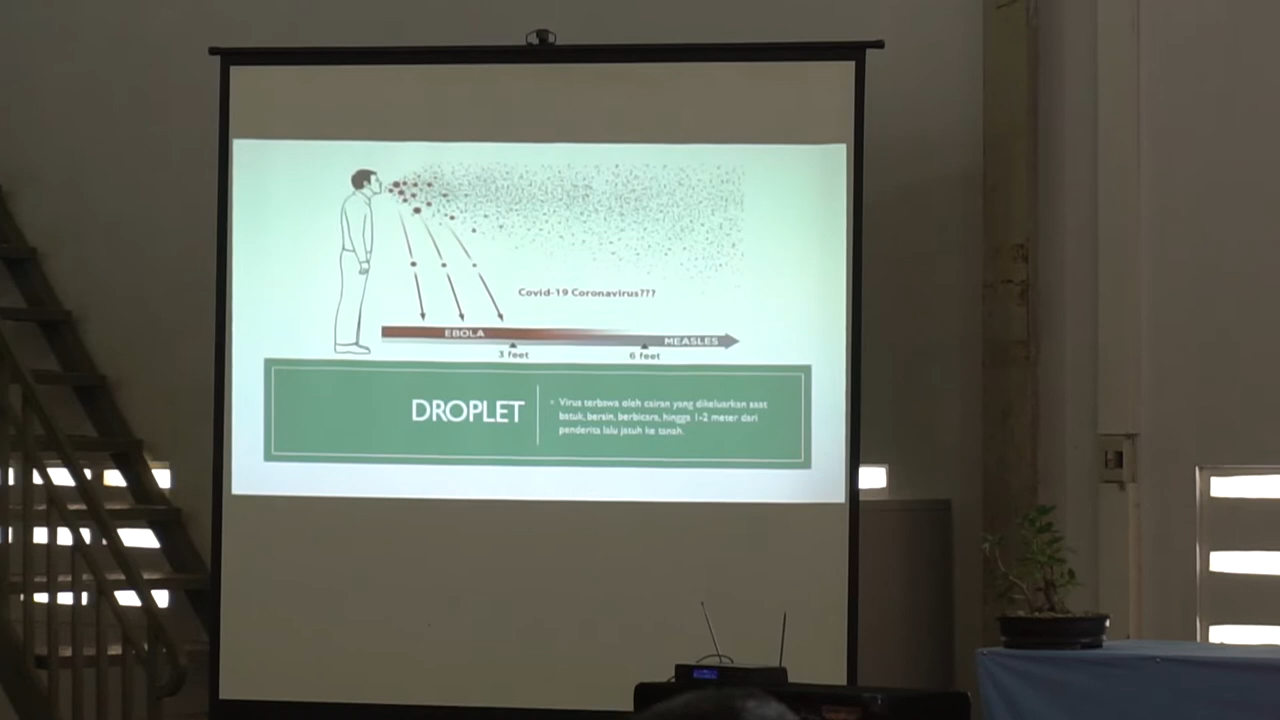 Covid-19 Coronavirus???
EBOLA
MEASLES
3 feet
6 feet
DROPLET
• Virus terbawa oleh cairan yang dikeluarkan saat
batuk, bersin, berbicara, hingga 1-2 meter dari
penderita lalu jatuh ke tanah.